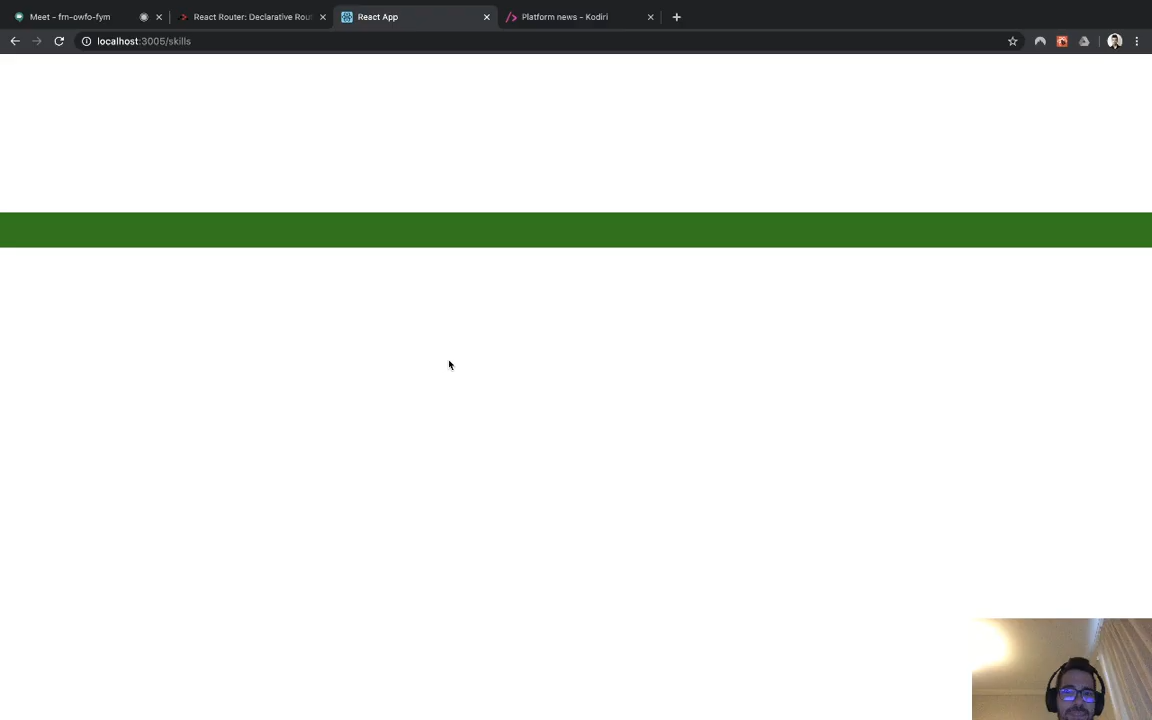 Meet - frn-owfo-fym
React Router: Declarative Rout
React App
Platform news - Kodiri
localhost:3005/skills